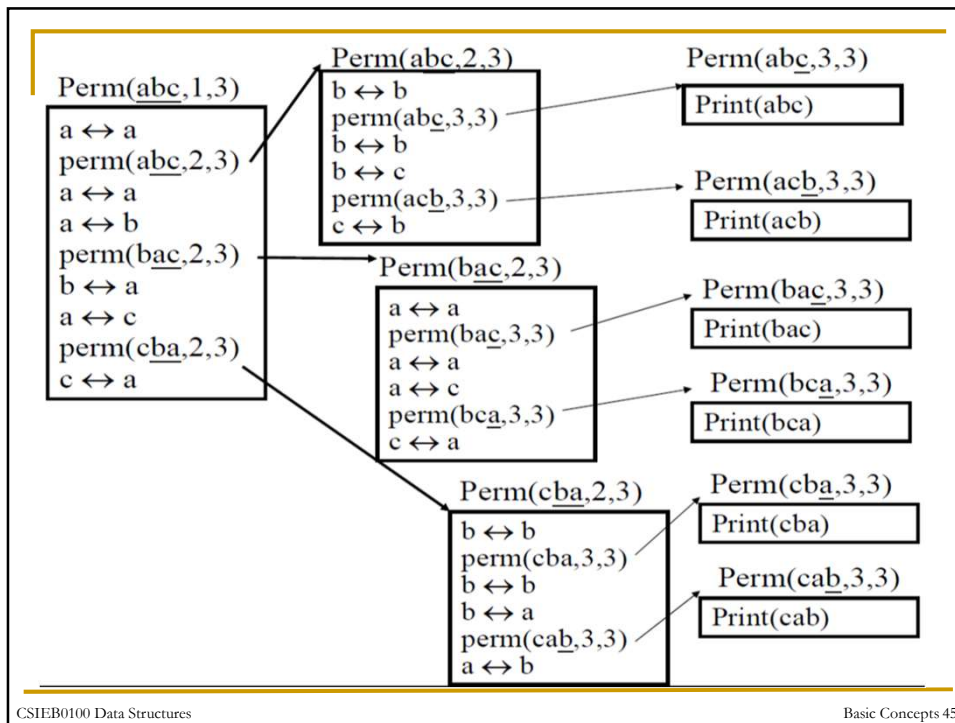 Perm(abc,1,3)
a ↔ a
perm(abc,2,3)
a ↔ a
a ↔ b
perm(bac,2,3)
b ↔ a
a ↔ c
perm(cba,2,3)
c ↔ a
Perm(abc,2,3)
b ↔ b
perm(abc,3,3)
b ↔ b
b ↔ c
perm(acb,3,3)
c ↔ b
Perm(abc,3,3)
Print(abc)
Perm(acb,3,3)
Print(acb)
Perm(bac,2,3)
a ↔ a
perm(bac,3,3)
a ↔ a
a ↔ c
perm(bca,3,3)
c ↔ a
Perm(bac,3,3)
Print(bac)
Perm(bca,3,3)
Print(bca)
Perm(cba,2,3)
b ↔ b
perm(cba,3,3)
b ↔ b
b ↔ a
perm(cab,3,3)
a ↔ b
Perm(cba,3,3)
Print(cba)
Perm(cab,3,3)
Print(cab)
CSIEB0100 Data Structures
Basic Concepts 45